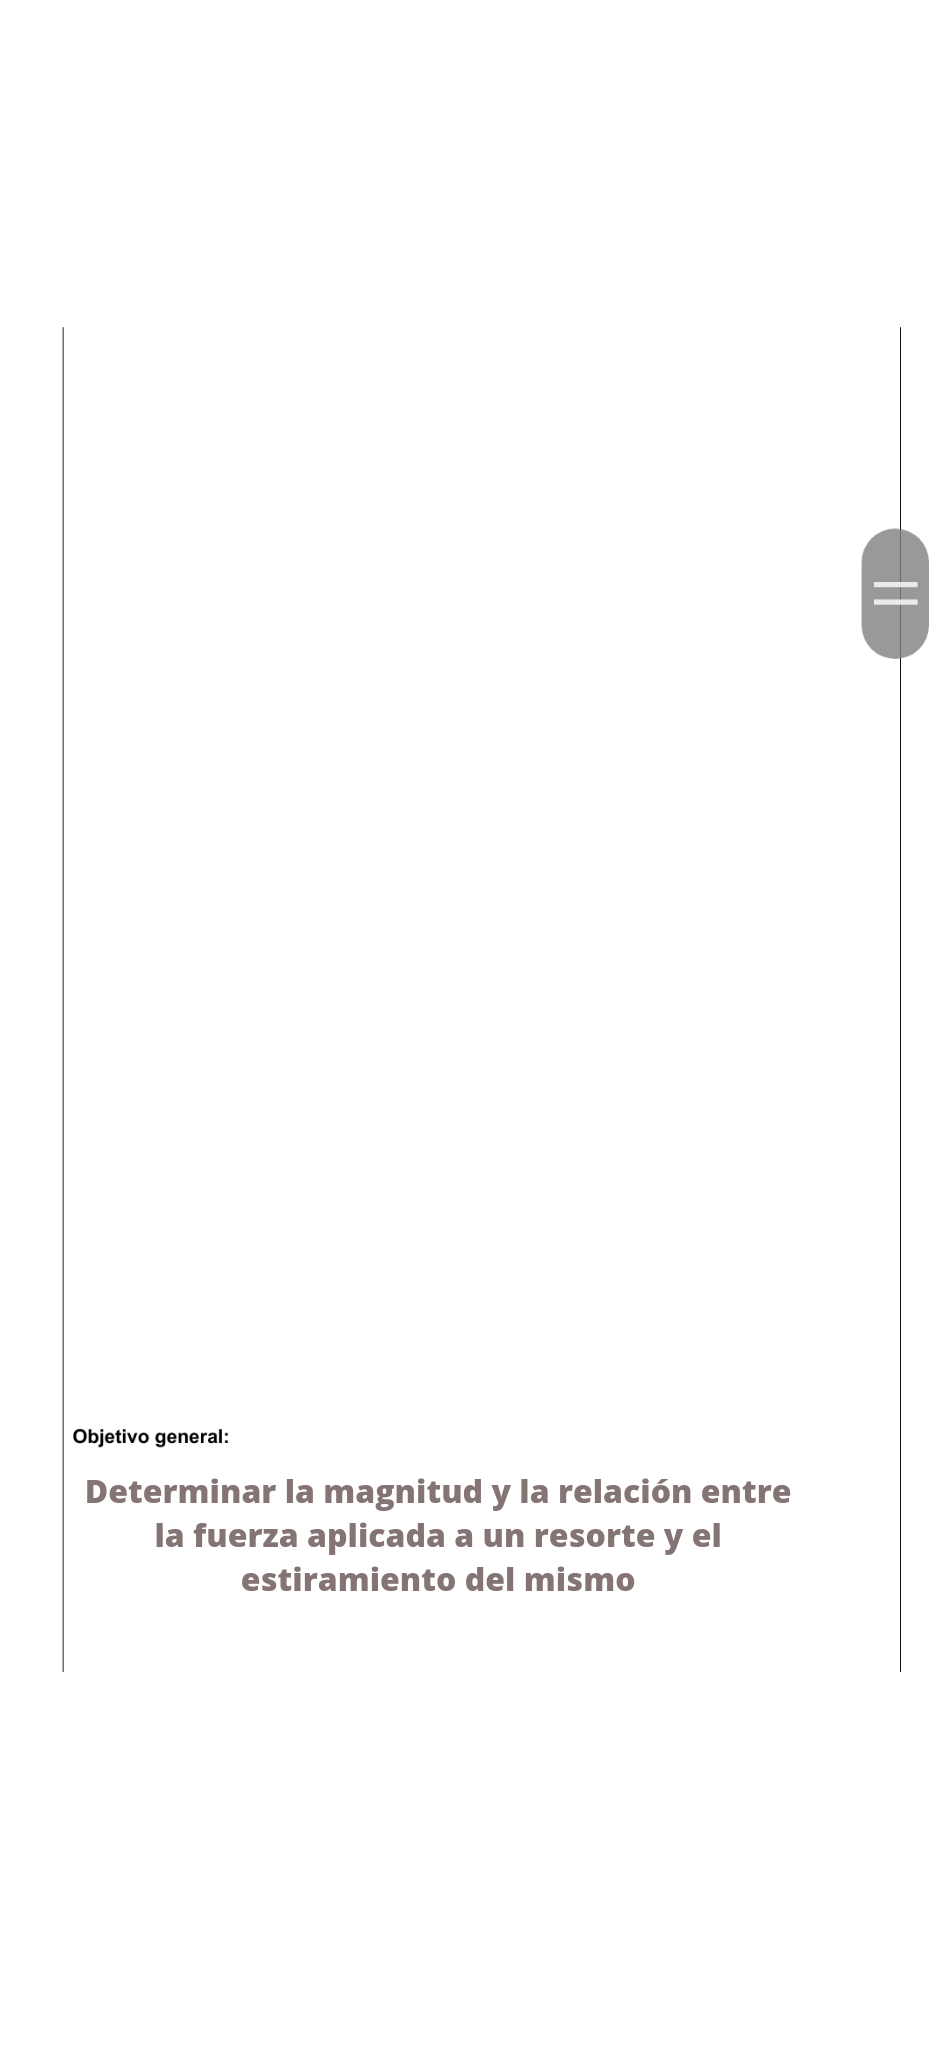 Objetivo general:
Determinar la magnitud y la relación entre
la fuerza aplicada a un resorte y el
estiramiento del mismo